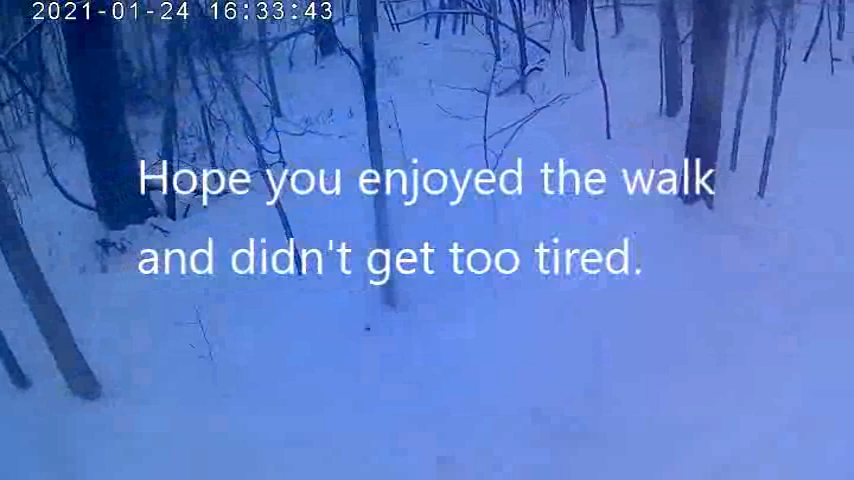 2021-01-24 16:33:43
Hope you enjoyed the walk
and didn't get too tired.